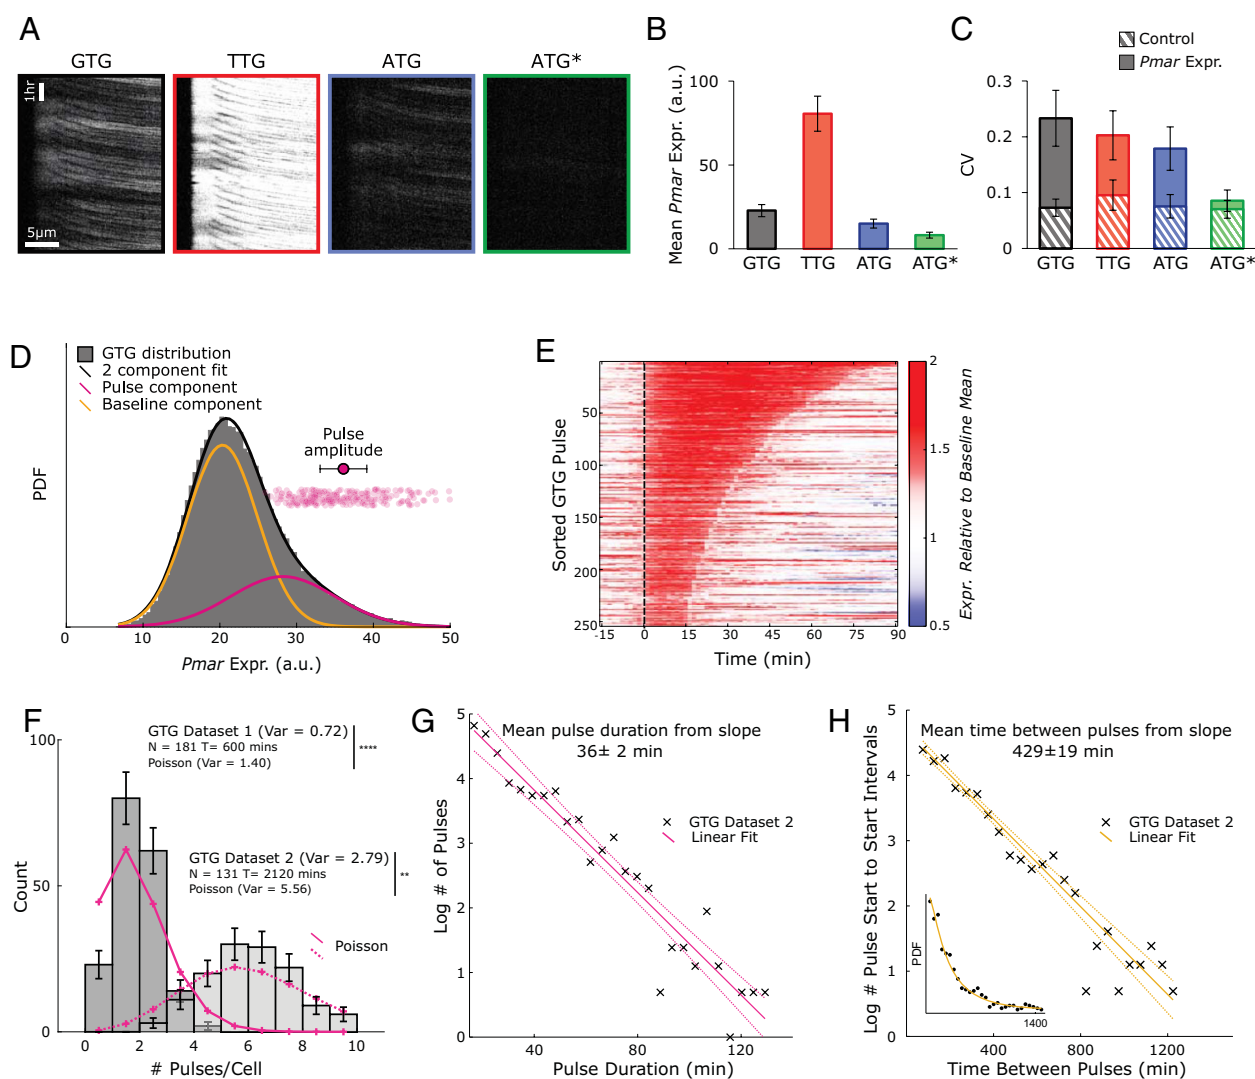 A
GTG
TTG
ATG
ATG*
1hr
5µm
B
Mean Pmar Expr. (a.u.)
100
50
0
GTG
TTG
ATG
ATG*
C
Control
Pmar Expr.
CV
0.3
0.2
0.1
0
GTG
TTG
ATG
ATG*
D
GTG distribution
2 component fit
Pulse component
Baseline component
Pulse
amplitude
PDF
0
10
20
30
40
50
Pmar Expr. (a.u.)
E
Sorted GTG Pulse
50
100
150
200
250
-15
0
15
30
45
60
75
90
Time (min)
2
1.5
1
0.5
Expr. Relative to Baseline Mean
F
GTG Dataset 1 (Var = 0.72)
N = 181 T= 600 mins
Poisson (Var = 1.40)
****
GTG Dataset 2 (Var = 2.79)
N = 131 T= 2120 mins
Poisson (Var = 5.56)
**
Poisson
Count
100
50
0
0
2
4
6
8
10
# Pulses/Cell
G
Mean pulse duration from slope
36± 2 min
GTG Dataset 2
Linear Fit
Log # of Pulses
5
4
3
2
1
0
40
80
120
Pulse Duration (min)
H
Mean time between pulses from slope
429±19 min
GTG Dataset 2
Linear Fit
Log # Pulse Start to Start Intervals
5
4
3
2
1
0
PDF
1400
400
800
1200
Time Between Pulses (min)